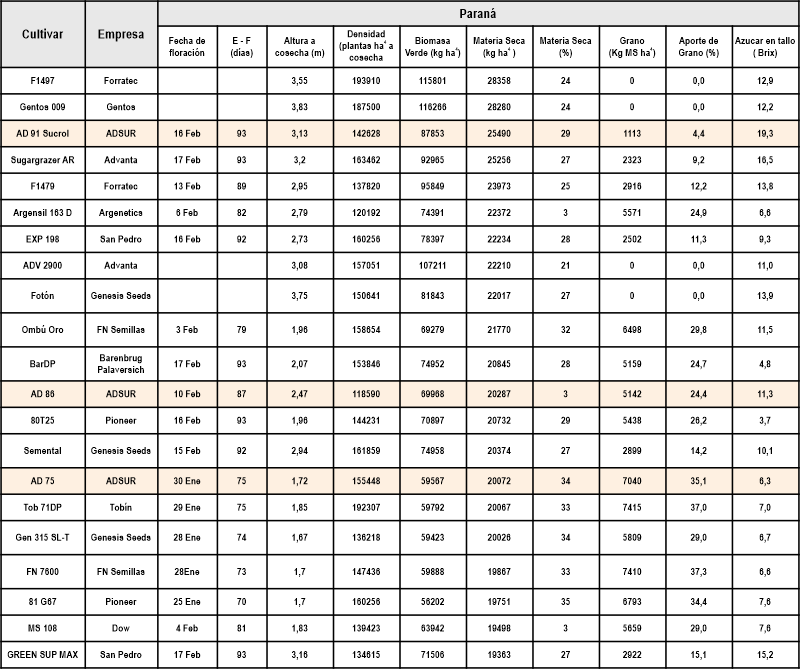 Cultivar Empresa Paraná
Fecha de floración E - F (días) Altura a cosecha (m) Densidad (plantas ha⁻¹ a cosecha Biomasa Verde (kg ha⁻¹) Materia Seca (kg ha⁻¹ ) Materia Seca (%) Grano (Kg MS ha⁻¹) Aporte de Grano (%) Azucar en tallo ( Brix)
F1497 Forratec 3,55 193910 115801 28358 24 0 0,0 12,9
Gentos 009 Gentos 3,83 187500 116266 28280 24 0 0,0 12,2
AD 91 Sucrol ADSUR 16 Feb 93 3,13 142628 87853 25490 29 1113 4,4 19,3
Sugargrazer AR Advanta 17 Feb 93 3,2 163462 92965 25256 27 2323 9,2 16,5
F1479 Forratec 13 Feb 89 2,95 137820 95849 23973 25 2916 12,2 13,8
Argensil 163 D Argenetics 6 Feb 82 2,79 120192 74391 22372 3 5571 24,9 6,6
EXP 198 San Pedro 16 Feb 92 2,73 160256 78397 22234 28 2502 11,3 9,3
ADV 2900 Advanta 3,08 157051 107211 22210 21 0 0,0 11,0
Fotón Genesis Seeds 3,75 150641 81843 22017 27 0 0,0 13,9
Ombú Oro FN Semillas 3 Feb 79 1,96 158654 69279 21770 32 6498 29,8 11,5
BarDP Barenbrug Palaversich 17 Feb 93 2,07 153846 74952 20845 28 5159 24,7 4,8
AD 86 ADSUR 10 Feb 87 2,47 118590 69968 20287 3 5142 24,4 11,3
80T25 Pioneer 16 Feb 93 1,96 144231 70897 20732 29 5438 26,2 3,7
Semental Genesis Seeds 15 Feb 92 2,94 161859 74958 20374 27 2899 14,2 10,1
AD 75 ADSUR 30 Ene 75 1,72 155448 59567 20072 34 7040 35,1 6,3
Tob 71DP Tobín 29 Ene 75 1,85 192307 59792 20067 33 7415 37,0 7,0
Gen 315 SL-T Genesis Seeds 28 Ene 74 1,67 136218 59423 20026 34 5809 29,0 6,7
FN 7600 FN Semillas 28Ene 73 1,7 147436 59888 19867 33 7410 37,3 6,6
81 G67 Pioneer 25 Ene 70 1,7 160256 56202 19751 35 6793 34,4 7,6
MS 108 Dow 4 Feb 81 1,83 139423 63942 19498 3 5659 29,0 7,6
GREEN SUP MAX San Pedro 17 Feb 93 3,16 134615 71506 19363 27 2922 15,1 15,2